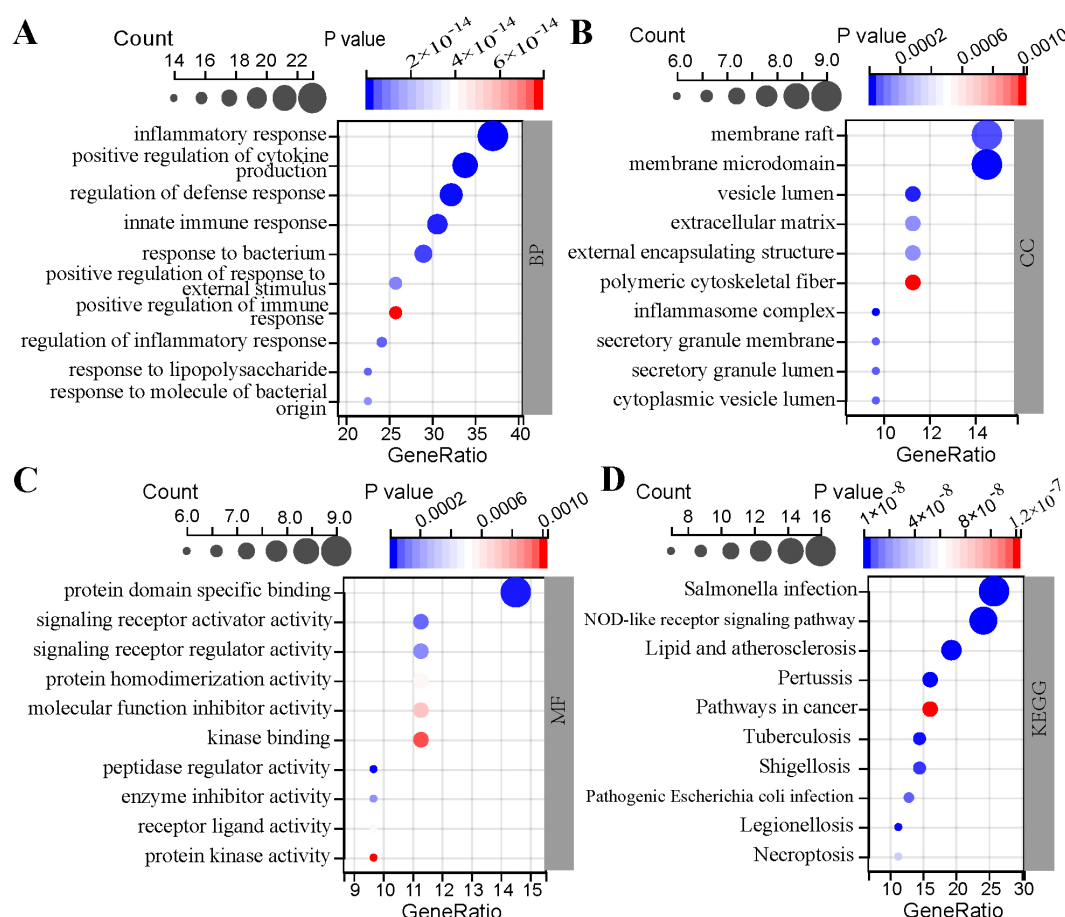 A
Count
14 16 18 20 22
P value
2×10⁻¹⁴ 4×10⁻¹⁴ 6×10⁻¹⁴
inflammatory response
positive regulation of cytokine
production
regulation of defense response
innate immune response
response to bacterium
positive regulation of response to
external stimulus
positive regulation of immune
response
regulation of inflammatory response
response to lipopolysaccharide
response to molecule of bacterial
origin
BP
20 25 30 35 40
GeneRatio
B
Count
6.0 7.0 8.0 9.0
P value
0.0002 0.0006 0.0010
membrane raft
membrane microdomain
vesicle lumen
extracellular matrix
external encapsulating structure
polymeric cytoskeletal fiber
inflammasome complex
secretory granule membrane
secretory granule lumen
cytoplasmic vesicle lumen
CC
10 12 14
GeneRatio
C
Count
6.0 7.0 8.0 9.0
P value
0.0002 0.0006 0.0010
protein domain specific binding
signaling receptor activator activity
signaling receptor regulator activity
protein homodimerization activity
molecular function inhibitor activity
kinase binding
peptidase regulator activity
enzyme inhibitor activity
receptor ligand activity
protein kinase activity
MF
9 10 11 12 13 14 15
GeneRatio
D
Count
8 10 12 14 16
P value
1×10⁻⁸ 4×10⁻⁸ 8×10⁻⁸ 1.2×10⁻⁷
Salmonella infection
NOD-like receptor signaling pathway
Lipid and atherosclerosis
Pertussis
Pathways in cancer
Tuberculosis
Shigellosis
Pathogenic Escherichia coli infection
Legionellosis
Necroptosis
KEGG
10 15 20 25 30
GeneRatio